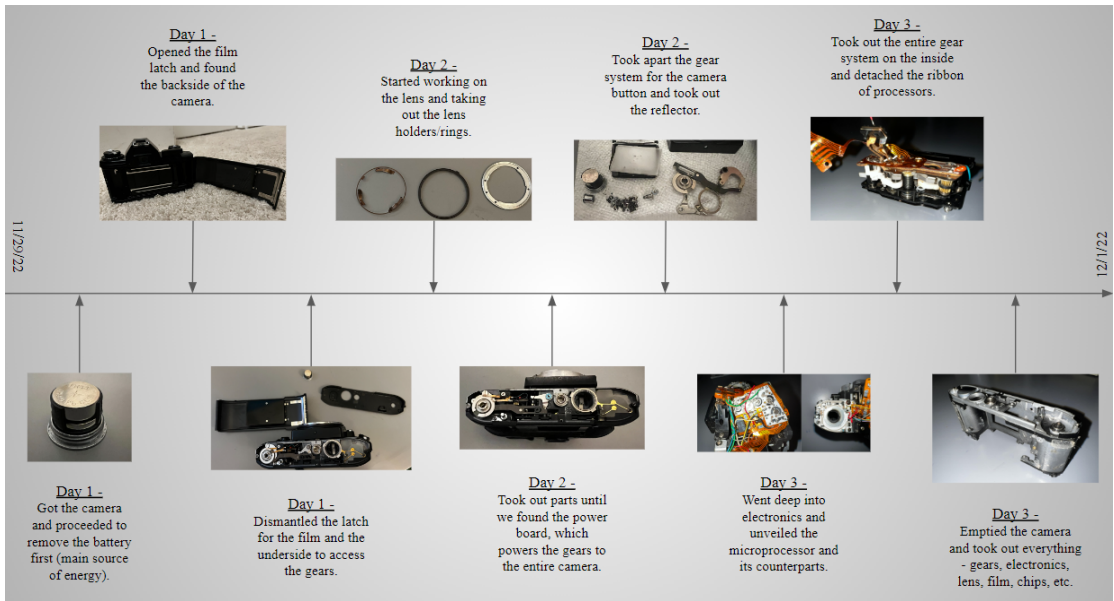 Day 1 -
Opened the film
latch and found
the backside of the
camera.
Day 2 -
Started working on
the lens and taking
out the lens
holders/rings.
Day 2 -
Took apart the gear
system for the camera
button and took out
the reflector.
Day 3 -
Took out the entire gear
system on the inside
and detached the ribbon
of processors.
11/29/22
12/1/22
Day 1 -
Got the camera
and proceeded to
remove the battery
first (main source
of energy).
Day 1 -
Dismantled the latch
for the film and the
underside to access
the gears.
Day 2 -
Took out parts until
we found the power
board, which
powers the gears to
the entire camera.
Day 3 -
Went deep into
electronics and
unveiled the
microprocessor and
its counterparts.
Day 3 -
Emptied the camera
and took out everything
- gears, electronics,
lens, film, chips, etc.